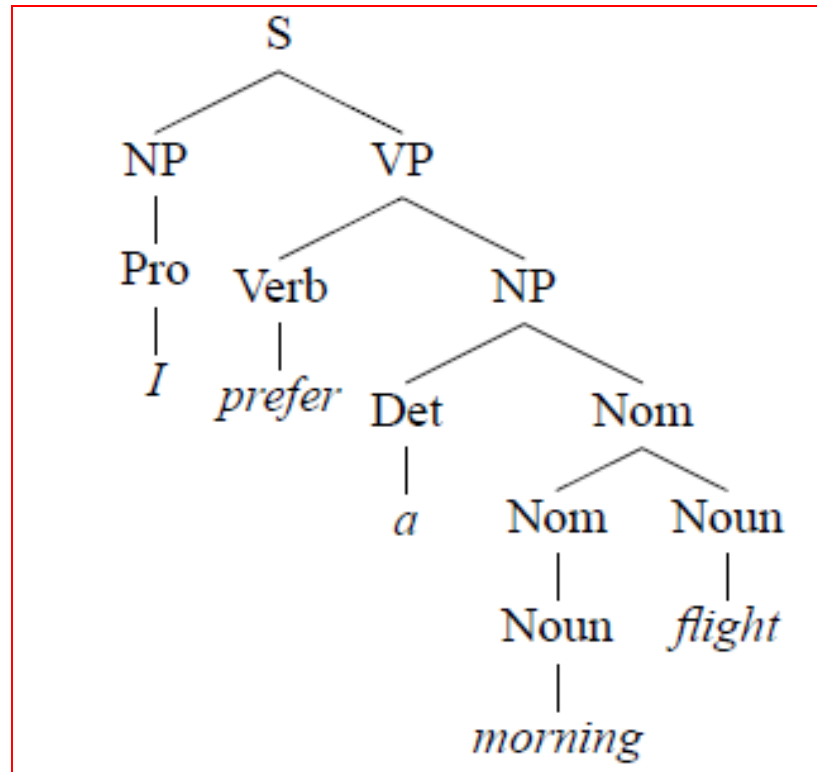 S
NP VP
Pro Verb NP
I prefer Det Nom
a Nom Noun
Noun flight
morning